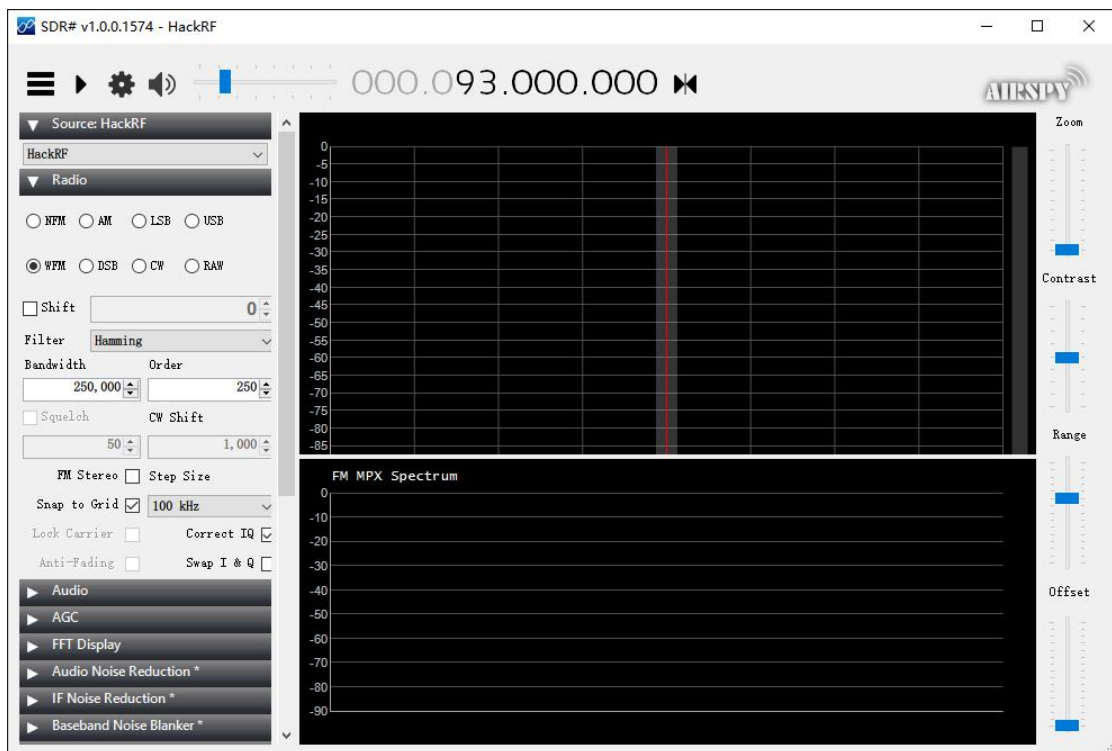 SDR# v1.0.0.1574 - HackRF
000.093.000.000
AIRSPY
Source: HackRF
HackRF
Radio
NFM AM LSB USB
WFM DSB CW RAW
Shift 0
Filter Hamming
Bandwidth Order
250,000 250
Squelch CW Shift
50 1,000
FM Stereo Step Size
Snap to Grid 100 kHz
Lock Carrier Correct IQ
Anti-Fading Swap I & Q
Audio
AGC
FFT Display
Audio Noise Reduction *
IF Noise Reduction *
Baseband Noise Blanker *
0
-5
-10
-15
-20
-25
-30
-35
-40
-45
-50
-55
-60
-65
-70
-75
-80
-85
FM MPX Spectrum
0
-10
-20
-30
-40
-50
-60
-70
-80
-90
Zoom
Contrast
Range
Offset